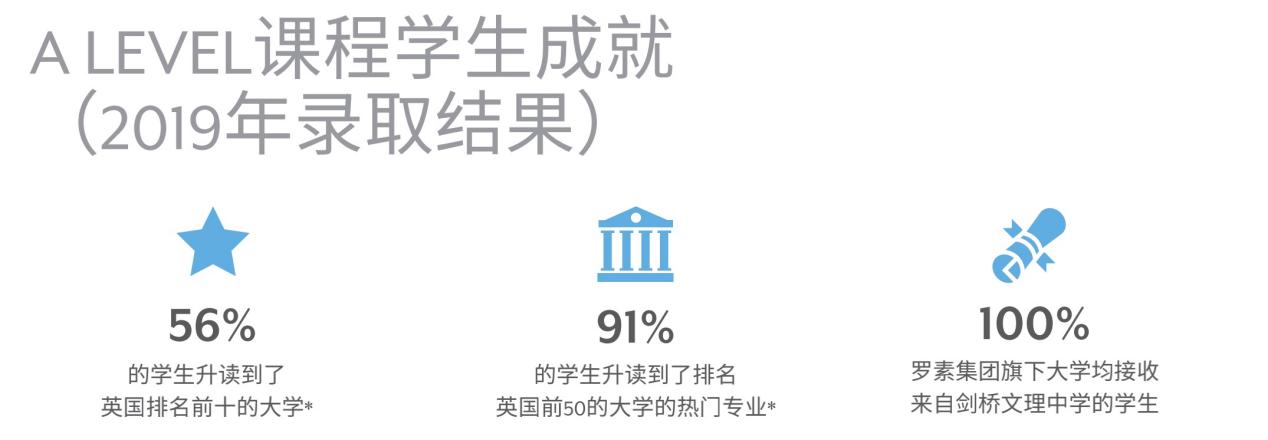 A LEVEL课程学生成就
（2019年录取结果）
56%
的学生升读到了
英国排名前十的大学*
91%
的学生升读到了排名
英国前50的大学的热门专业*
100%
罗素集团旗下大学均接收
来自剑桥文理中学的学生